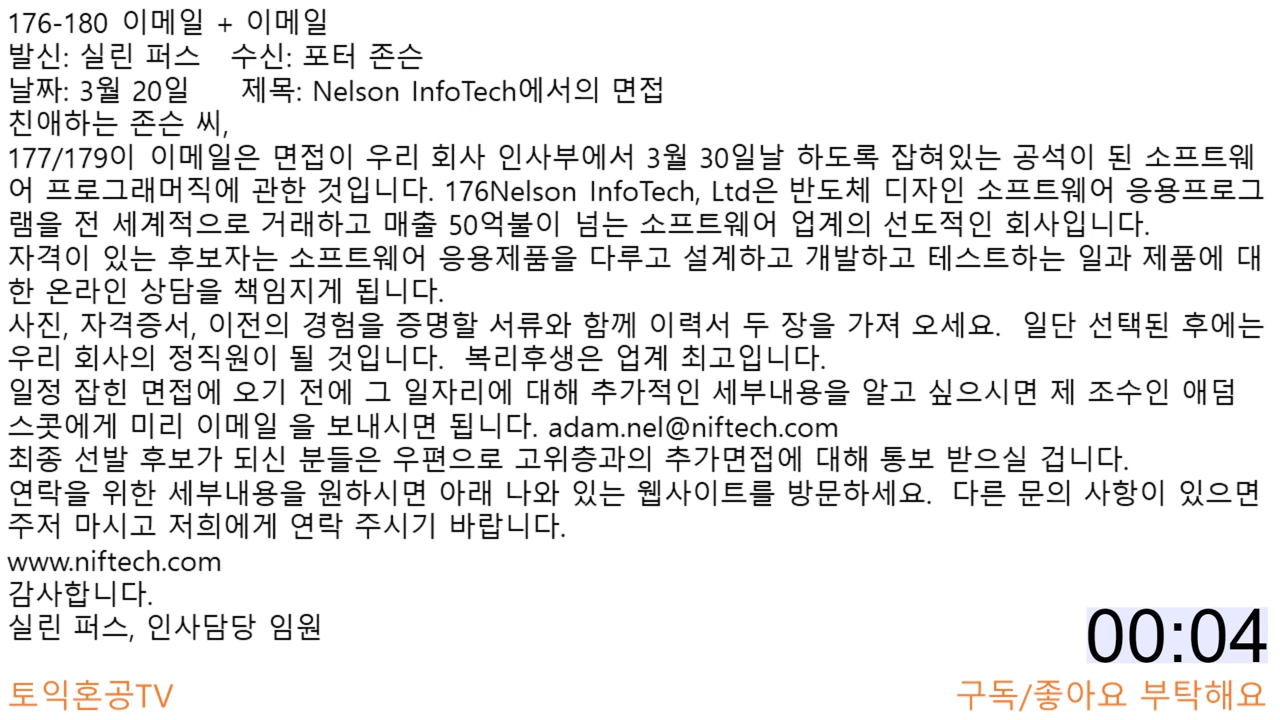 176-180 이메일 + 이메일
발신: 실린 퍼스 수신: 포터 존슨
날짜: 3월 20일 제목: Nelson InfoTech에서의 면접
친애하는 존슨 씨,
177/179이 이메일은 면접이 우리 회사 인사부에서 3월 30일날 하도록 잡혀있는 공석이 된 소프트웨
어 프로그래머직에 관한 것입니다. 176Nelson InfoTech, Ltd은 반도체 디자인 소프트웨어 응용프로그
램을 전 세계적으로 거래하고 매출 50억불이 넘는 소프트웨어 업계의 선도적인 회사입니다.
자격이 있는 후보자는 소프트웨어 응용제품을 다루고 설계하고 개발하고 테스트하는 일과 제품에 대
한 온라인 상담을 책임지게 됩니다.
사진, 자격증서, 이전의 경험을 증명할 서류와 함께 이력서 두 장을 가져 오세요. 일단 선택된 후에는
우리 회사의 정직원이 될 것입니다. 복리후생은 업계 최고입니다.
일정 잡힌 면접에 오기 전에 그 일자리에 대해 추가적인 세부내용을 알고 싶으시면 제 조수인 애덤
스콧에게 미리 이메일 을 보내시면 됩니다. adam.nel@niftech.com
최종 선발 후보가 되신 분들은 우편으로 고위층과의 추가면접에 대해 통보 받으실 겁니다.
연락을 위한 세부내용을 원하시면 아래 나와 있는 웹사이트를 방문하세요. 다른 문의 사항이 있으면
주저 마시고 저희에게 연락 주시기 바랍니다.
www.niftech.com
감사합니다.
실린 퍼스, 인사담당 임원
00:04
토익혼공TV
구독/좋아요 부탁해요